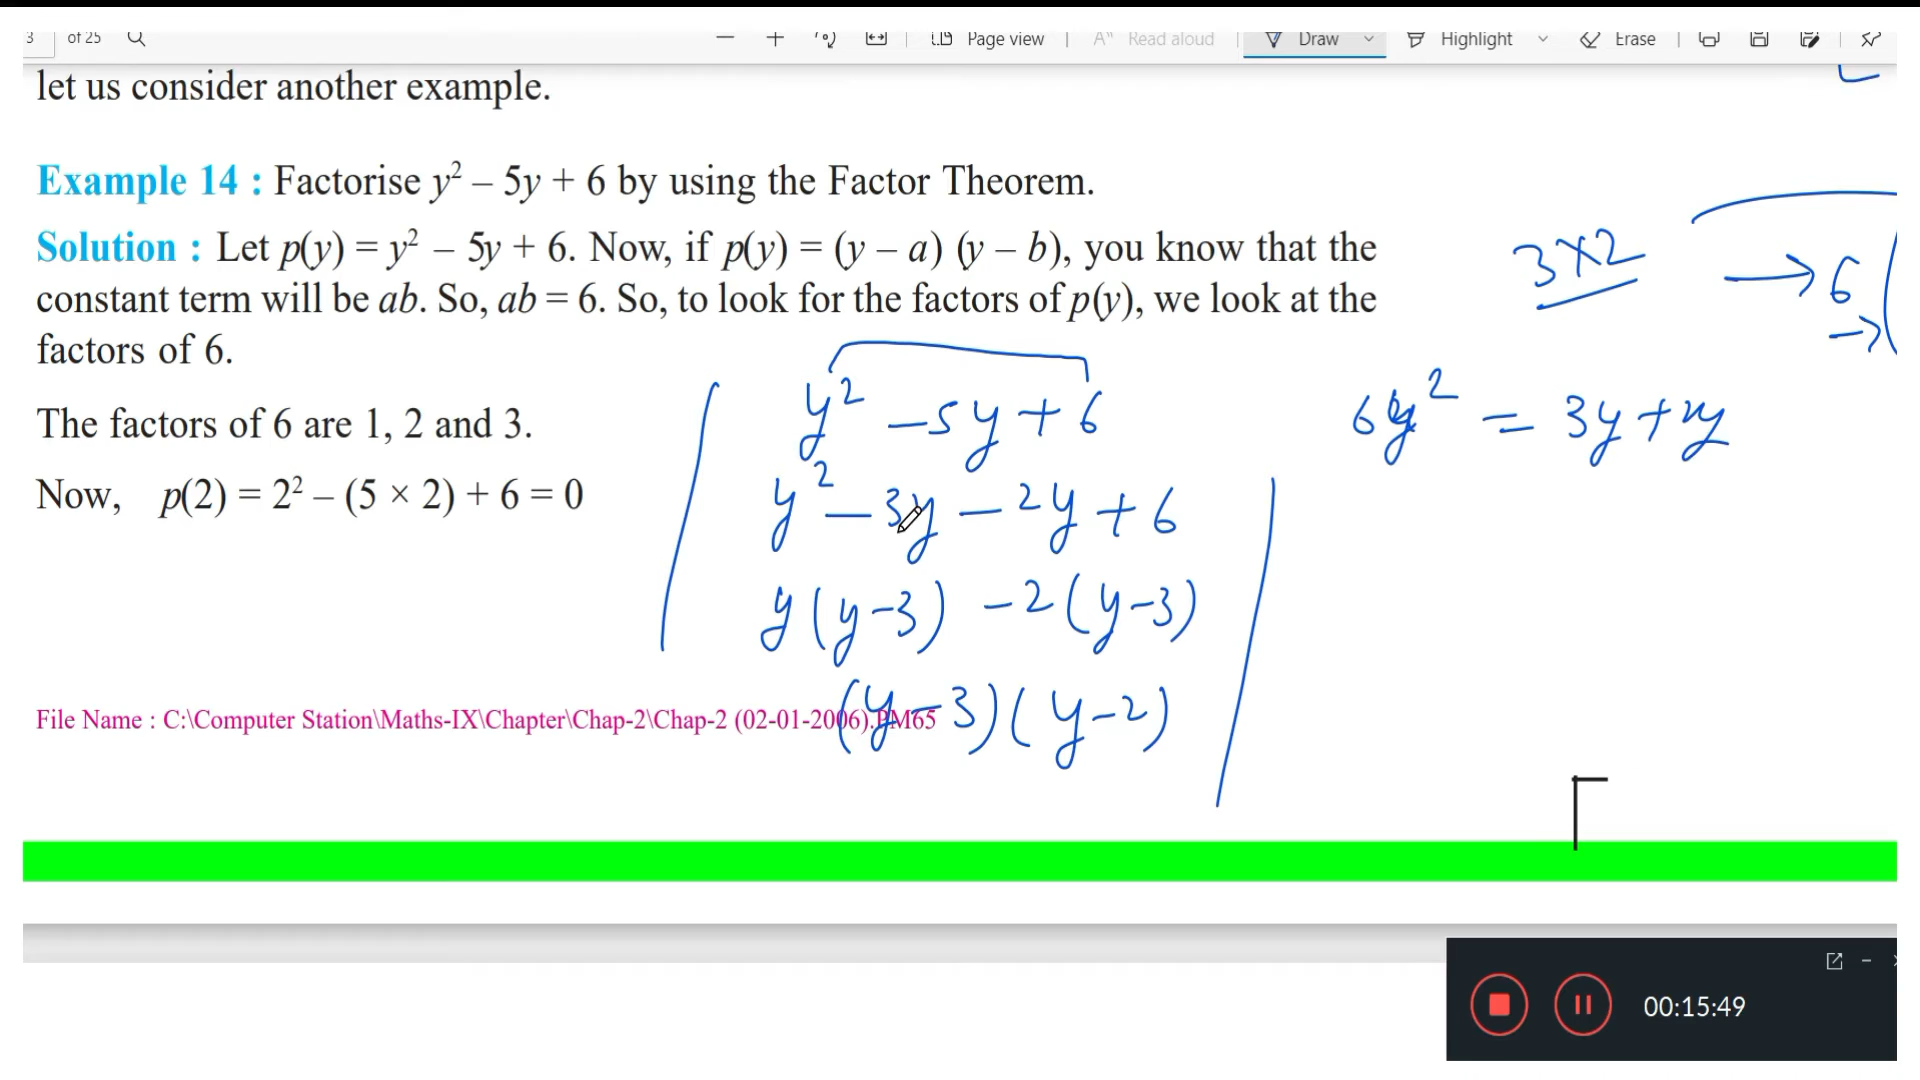 3 of 25 Page view Read aloud Draw Highlight Erase
let us consider another example.
Example 14 : Factorise y² – 5y + 6 by using the Factor Theorem.
Solution : Let p(y) = y² – 5y + 6. Now, if p(y) = (y – a) (y – b), you know that the
constant term will be ab. So, ab = 6. So, to look for the factors of p(y), we look at the
factors of 6.
The factors of 6 are 1, 2 and 3.
Now, p(2) = 2² – (5 × 2) + 6 = 0
y² – 5y + 6
y² – 3y – 2y + 6
y(y–3) –2(y–3)
(y–3)(y–2)
3×2 → 6
→
6y² = 3y+2y
File Name : C:\Computer Station\Maths-IX\Chapter\Chap-2\Chap-2 (02-01-2006).PM65
00:15:49